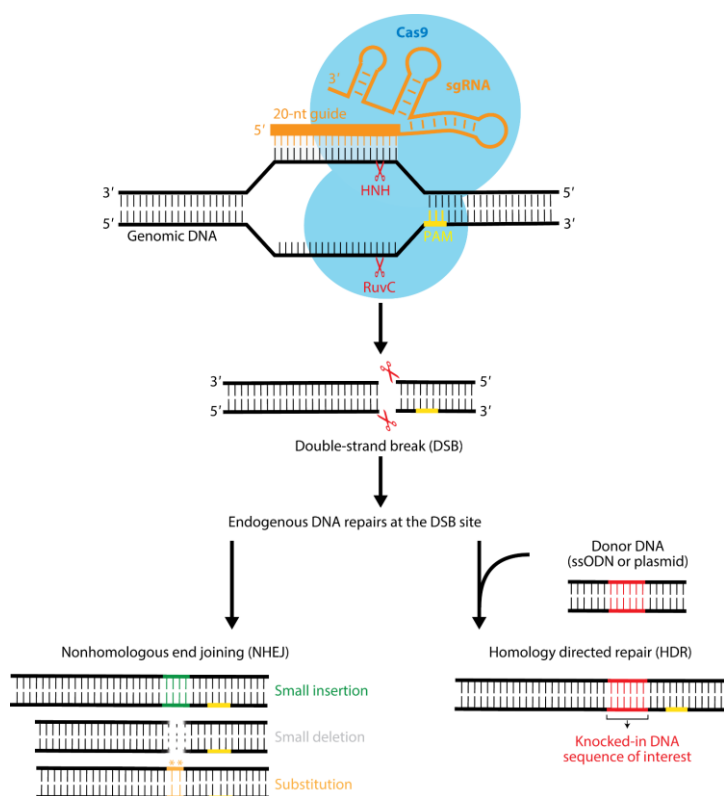 Cas9
3′
sgRNA
20-nt guide
5′
HNH
3′
5′
5′
3′
Genomic DNA
PAM
RuvC
3′
5′
5′
3′
Double-strand break (DSB)
Endogenous DNA repairs at the DSB site
Donor DNA
(ssODN or plasmid)
Nonhomologous end joining (NHEJ)
Homology directed repair (HDR)
Small insertion
Small deletion
Substitution
Knocked-in DNA
sequence of interest